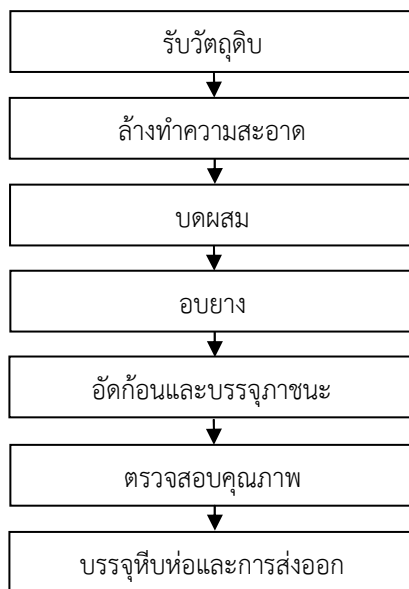 รับวัตถุดิบ
ล้างทำความสะอาด
บดผสม
อบยาง
อัดก้อนและบรรจุภาชนะ
ตรวจสอบคุณภาพ
บรรจุหีบห่อและการส่งออก